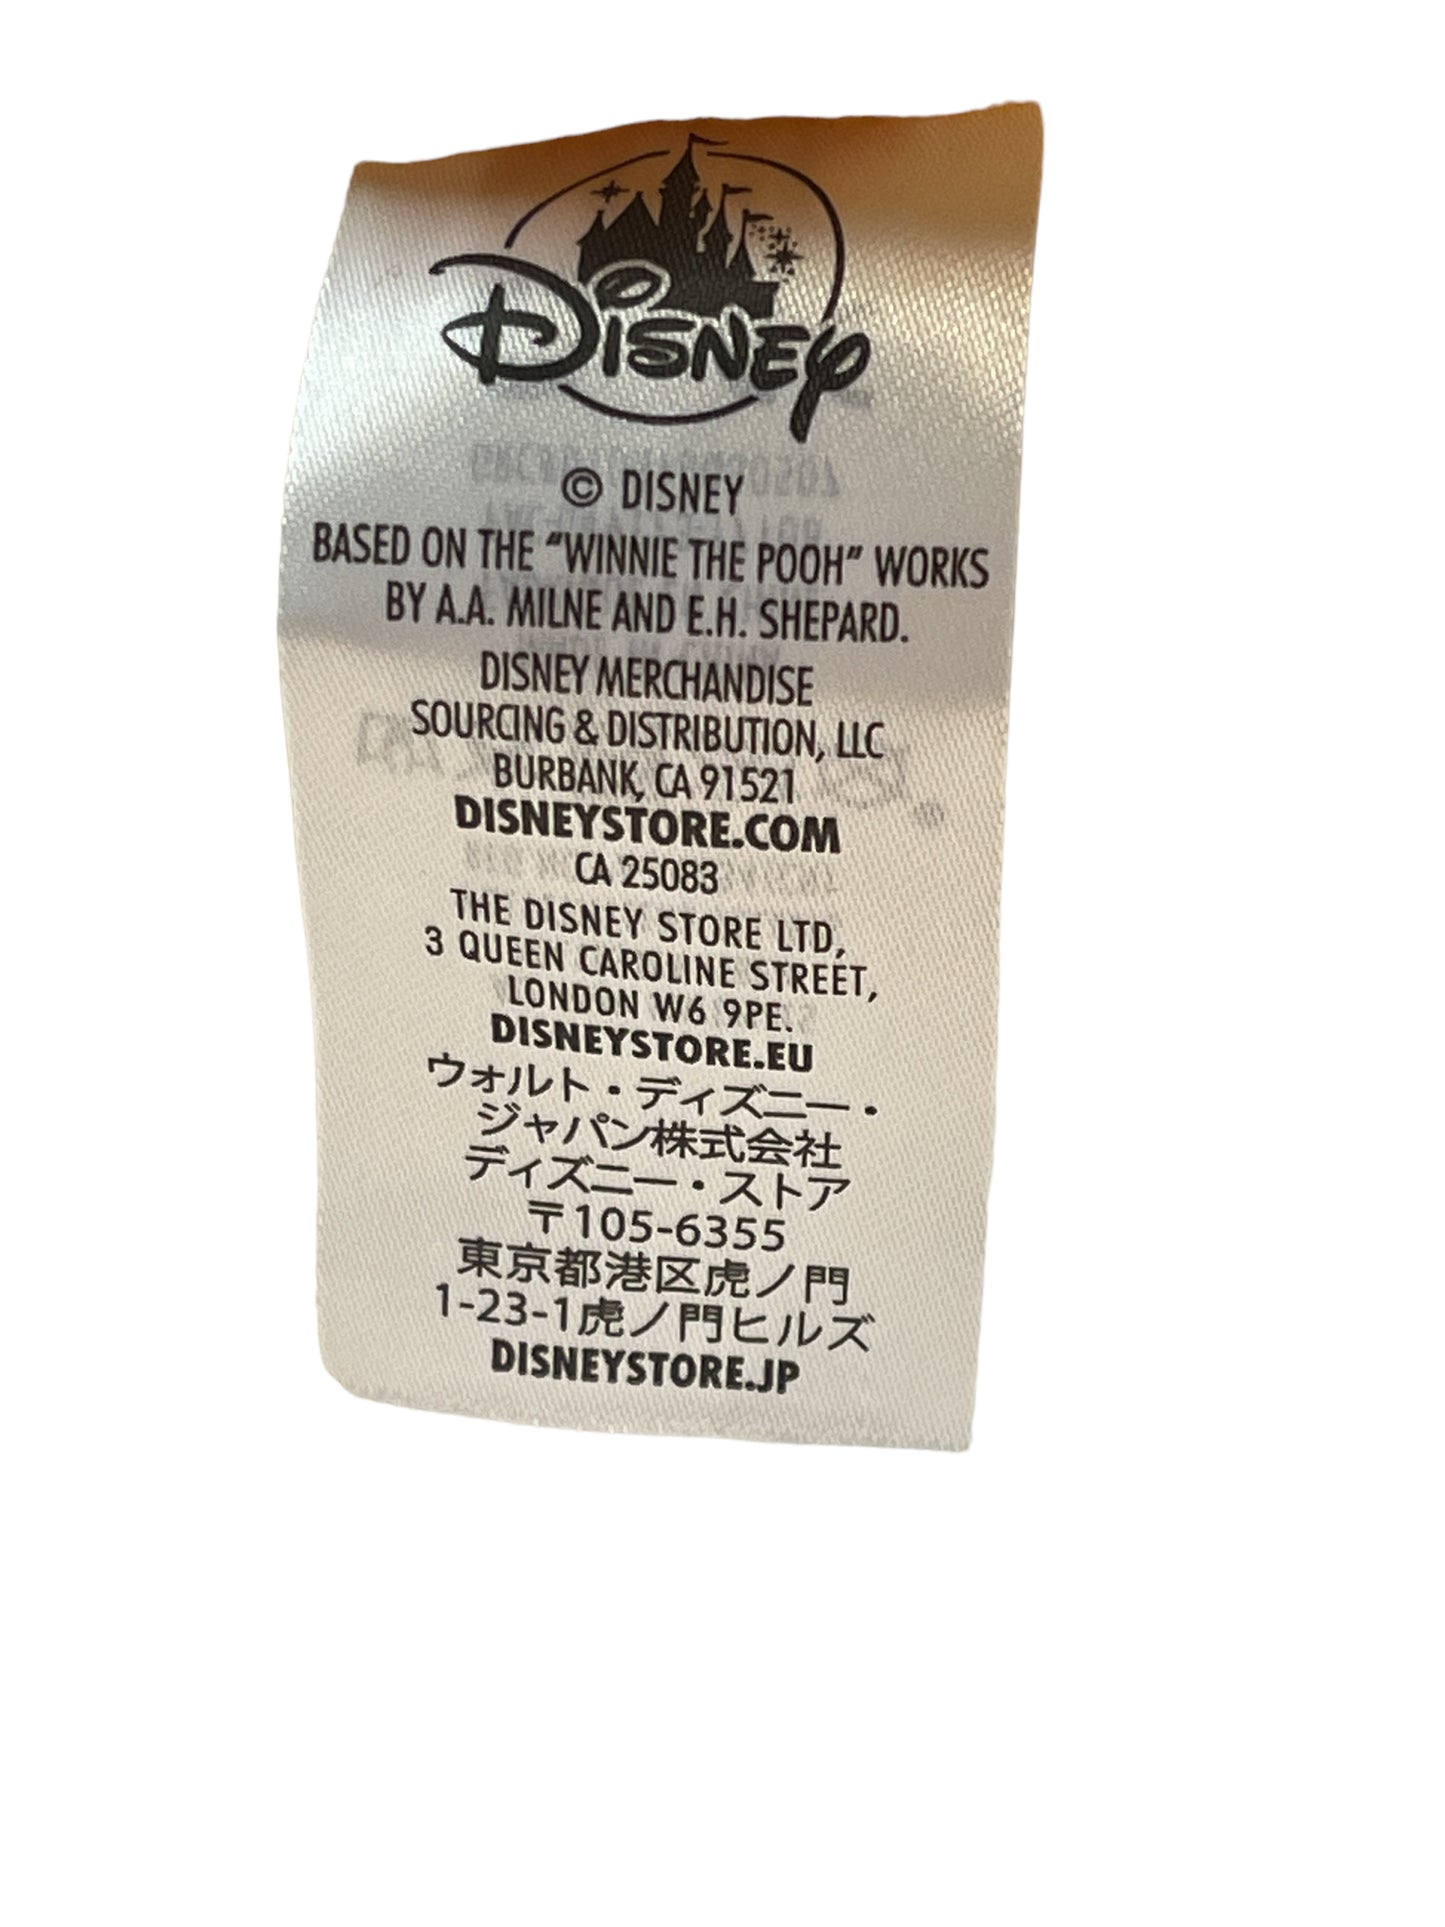 DISNEY
© DISNEY
BASED ON THE "WINNIE THE POOH" WORKS
BY A.A. MILNE AND E.H. SHEPARD.
DISNEY MERCHANDISE
SOURCING & DISTRIBUTION, LLC
BURBANK, CA 91521
DISNEYSTORE.COM
CA 25083
THE DISNEY STORE LTD,
3 QUEEN CAROLINE STREET,
LONDON W6 9PE.
DISNEYSTORE.EU
ウォルト・ディズニー・
ジャパン株式会社
ディズニー・ストア
〒105-6355
東京都港区虎ノ門
1-23-1虎ノ門ヒルズ
DISNEYSTORE.JP